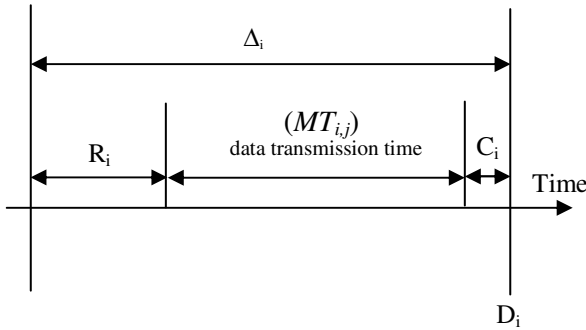 Δi
(MTi,j)
data transmission time
Ri
Ci
Time
Di